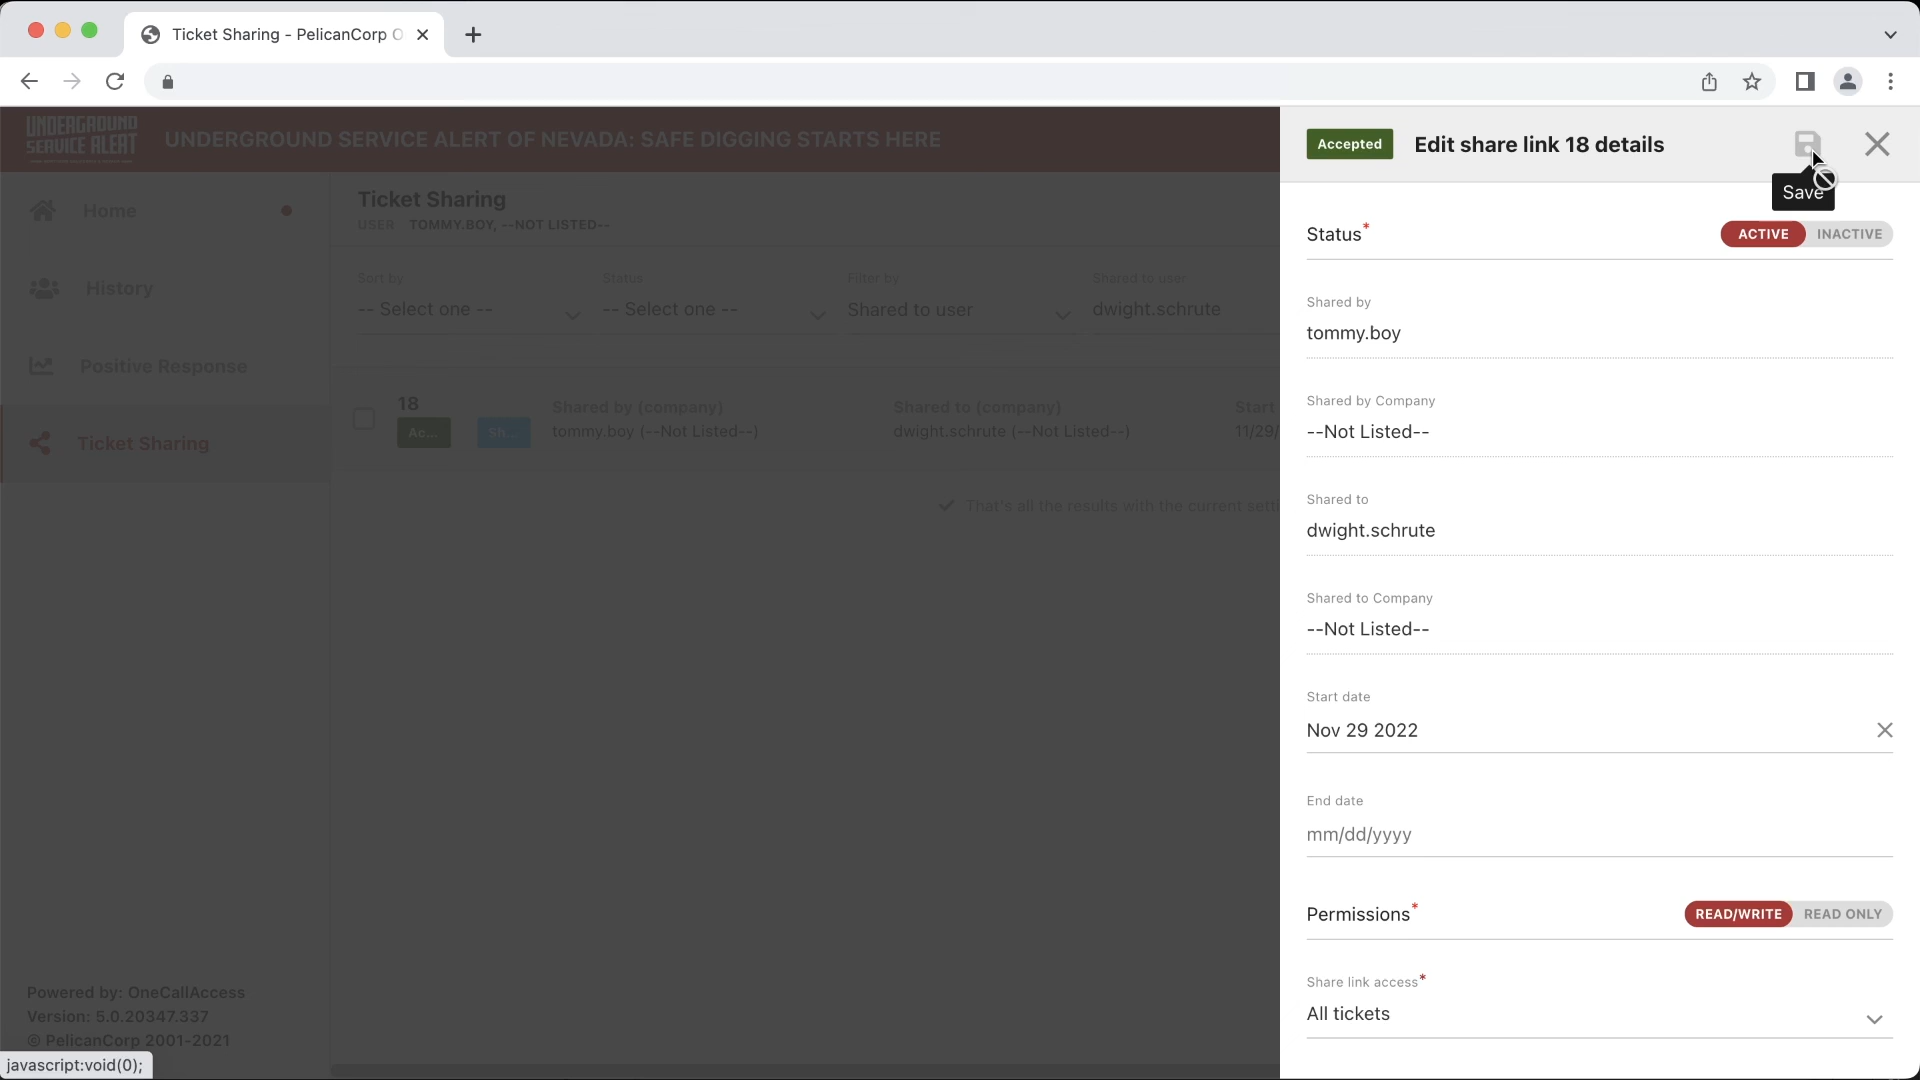 Ticket Sharing - PelicanCorp O
UNDERGROUND
SERVICE ALERT
UNDERGROUND SERVICE ALERT OF NEVADA: SAFE DIGGING STARTS HERE
Accepted
Edit share link 18 details
Save
Home
History
Positive Response
Ticket Sharing
Ticket Sharing
USER TOMMY.BOY, --NOT LISTED--
Sort by
-- Select one --
Status
-- Select one --
Filter by
Shared to user
Shared to user
dwight.schrute
18
Ac...
Sh...
Shared by (company)
tommy.boy (--Not Listed--)
Shared to (company)
dwight.schrute (--Not Listed--)
Start
11/29/
That's all the results with the current setti
Status*
ACTIVE
INACTIVE
Shared by
tommy.boy
Shared by Company
--Not Listed--
Shared to
dwight.schrute
Shared to Company
--Not Listed--
Start date
Nov 29 2022
End date
mm/dd/yyyy
Permissions*
READ/WRITE
READ ONLY
Share link access*
All tickets
Powered by: OneCallAccess
Version: 5.0.20347.337
© PelicanCorp 2001-2021
javascript:void(0);